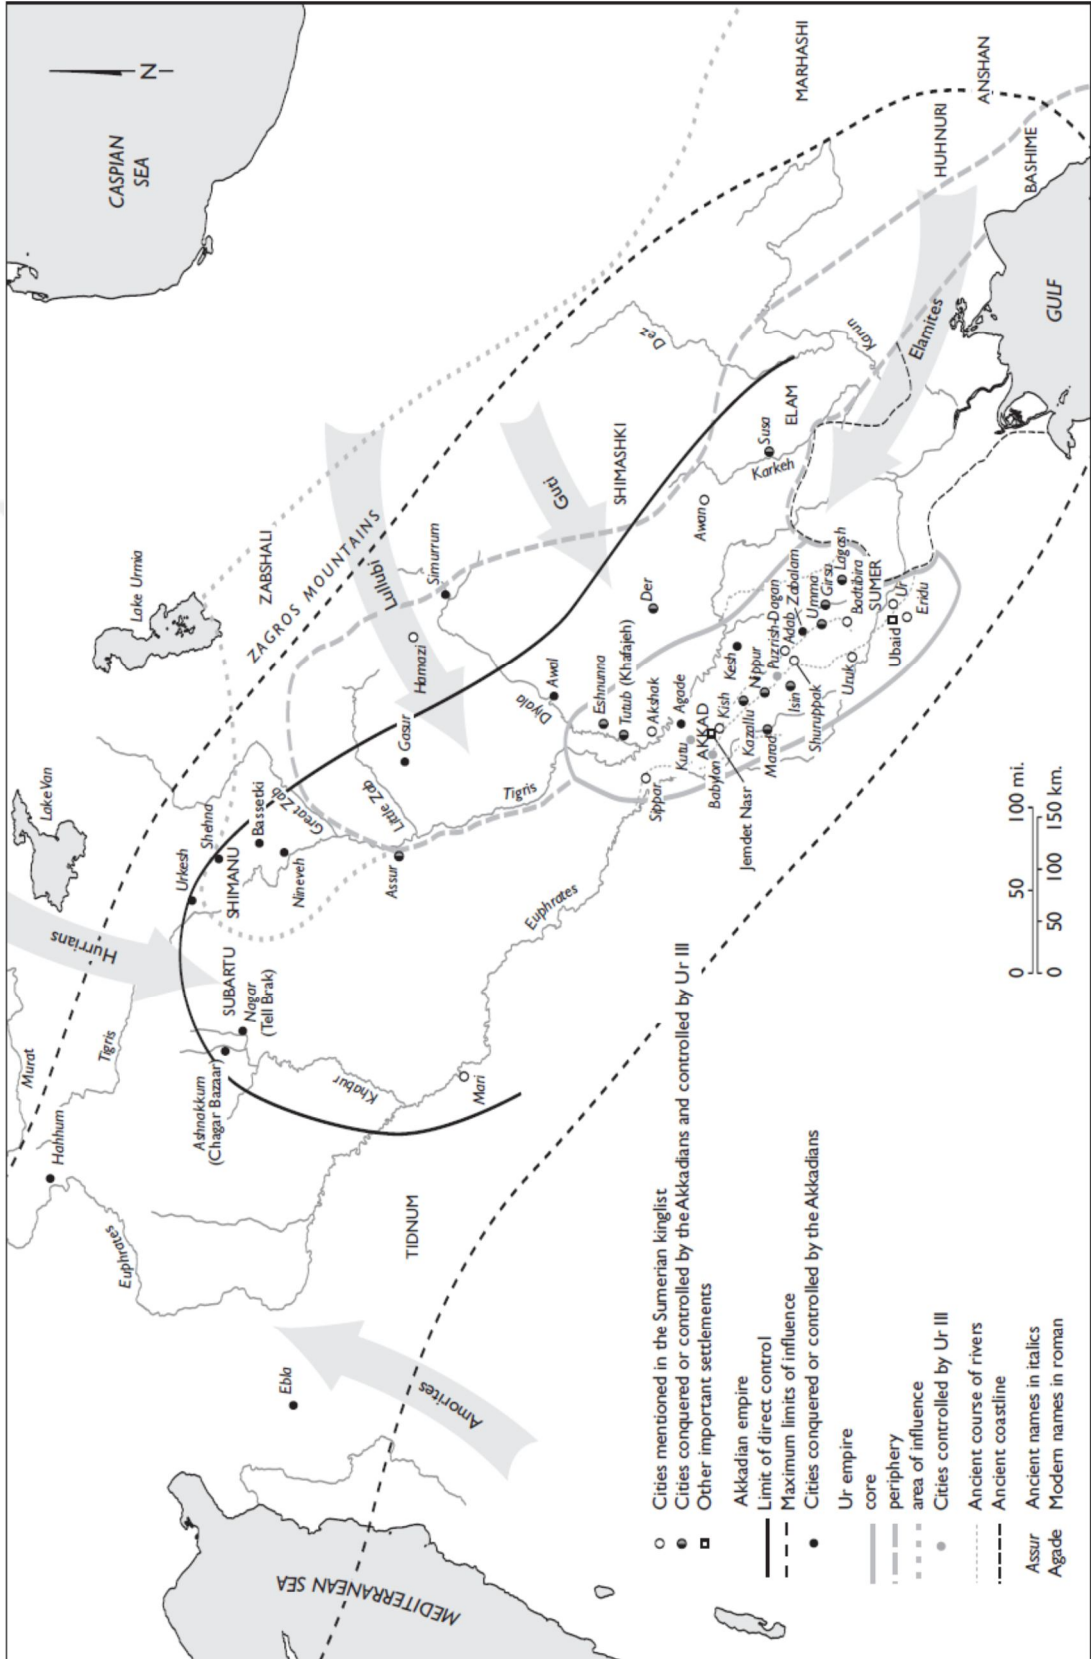 Murat
Hahhum
Lake Van
Hurrians
Tigris
Euphrates
CASPIAN
SEA
N
Lake Urmia
Urkesh
Shehna
SHIMANU
Bassetki
Nineveh
Great Zab
SUBARTU
Nagar
(Tell Brak)
Ashnakkum
(Chagar Bazaar)
Khabur
ZABSHALI
ZAGROS MOUNTAINS
Lullubi
Ebla
Amorites
MEDITERRANEAN SEA
TIDNUM
Mari
Assur
Little Zab
Gasur
Hamazi
Simurrum
Tigris
Euphrates
Diyala
Awal
Guti
SHIMASHKI
Dez
Eshnunna
Tutub (Khafajeh)
Akshak
Der
Sippar
Agade
Kutu
AKKAD
Babylon
Kish
Jemdet Nasr
Kazallu
Kesh
Nippur
Marad
Puzrish-Dagan
Adab
Isin
Zabalam
Shuruppak
Umma
Girsu
Lagash
Badtibira
Uruk
SUMER
Ubaid
Ur
Eridu
Awan
Susa
Karkeh
ELAM
Karun
Elamites
MARHASHI
HUHNURI
ANSHAN
BASHIME
GULF
Cities mentioned in the Sumerian kinglist
Cities conquered or controlled by the Akkadians and controlled by Ur III
Other important settlements
Akkadian empire
Limit of direct control
Maximum limits of influence
Cities conquered or controlled by the Akkadians
Ur empire
core
periphery
area of influence
Cities controlled by Ur III
Ancient course of rivers
Ancient coastline
Assur Ancient names in italics
Agade Modern names in roman
0 50 100 mi.
0 50 100 150 km.